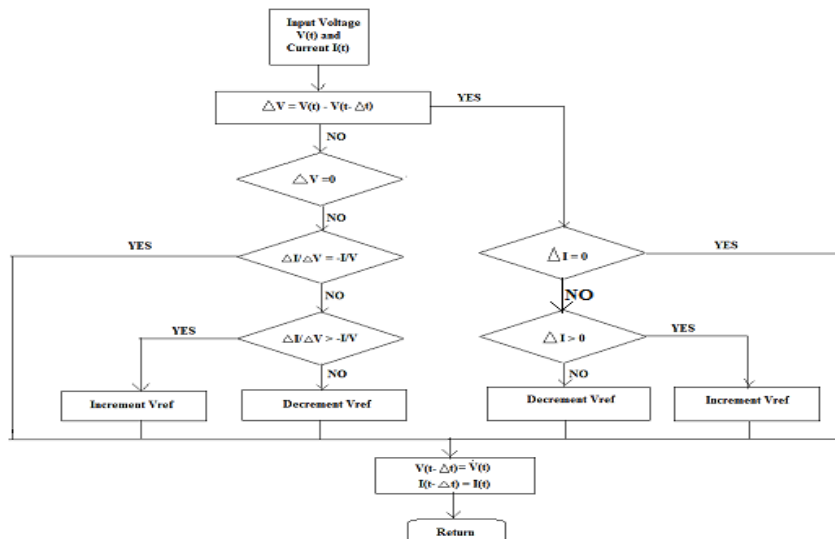 Input Voltage
V(t) and
Current I(t)
△V = V(t) - V(t- △t)
YES
NO
△V =0
NO
YES
△I/△V = -I/V
△ I = 0
YES
NO
NO
YES
△I/△V > -I/V
△ I > 0
YES
NO
NO
Increment Vref
Decrement Vref
Decrement Vref
Increment Vref
V(t- △t)= V(t)
I(t- △t) = I(t)
Return